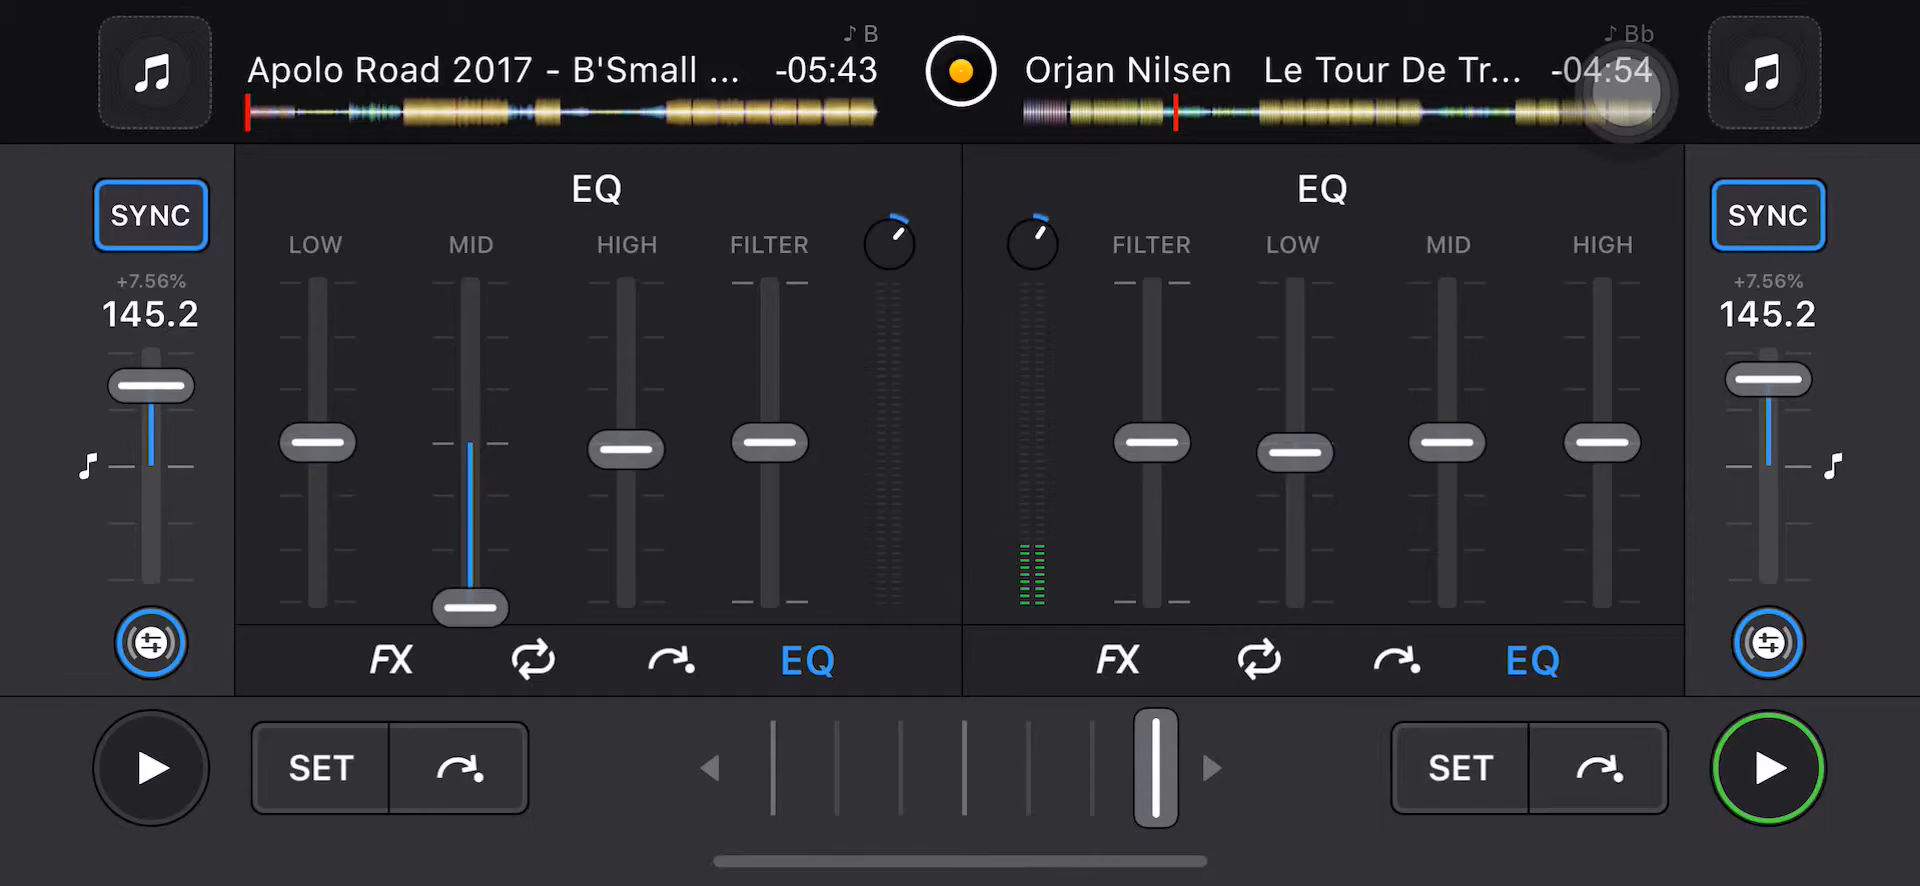 ♪ B
Apolo Road 2017 - B'Small ... -05:43
♪ Bb
Orjan Nilsen Le Tour De Tr... -04:54
SYNC
+7.56%
145.2
EQ
LOW MID HIGH FILTER
EQ
FILTER LOW MID HIGH
SYNC
+7.56%
145.2
FX EQ
FX EQ
SET
SET